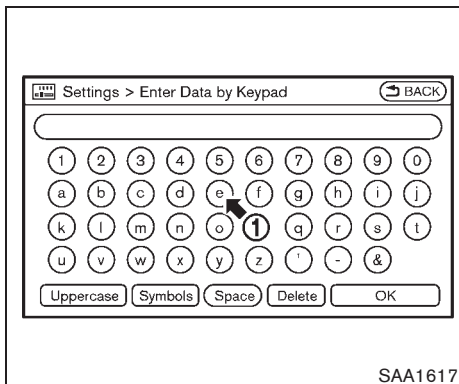 Settings > Enter Data by Keypad BACK
1 2 3 4 5 6 7 8 9 0
a b c d e f g h i j
k l m n o 1 q r s t
u v w x y z ' - &
Uppercase Symbols Space Delete OK
SAA1617